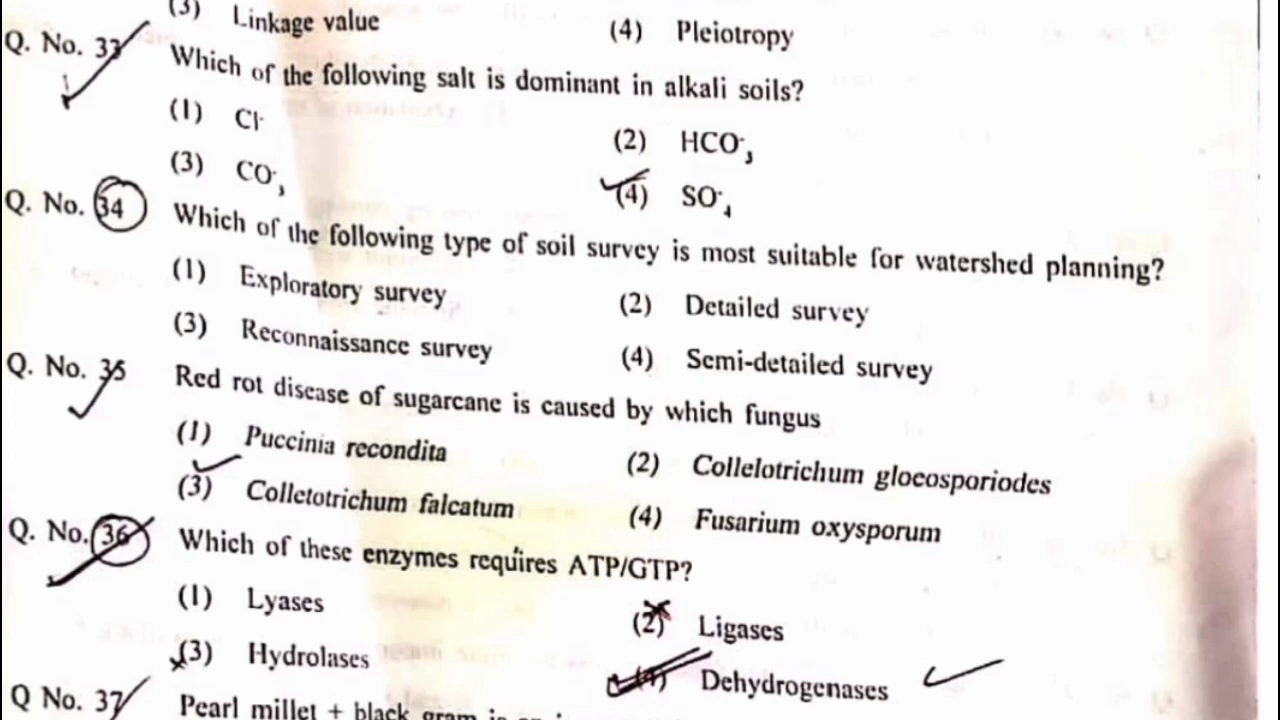 (3) Linkage value (4) Pleiotropy
Q. No. 33 Which of the following salt is dominant in alkali soils?
(1) Cl- (2) HCO-3
(3) CO-3 (4) SO-4
Q. No. 34 Which of the following type of soil survey is most suitable for watershed planning?
(1) Exploratory survey (2) Detailed survey
(3) Reconnaissance survey (4) Semi-detailed survey
Q. No. 35 Red rot disease of sugarcane is caused by which fungus
(1) Puccinia recondita (2) Collelotrichum gloeosporiodes
(3) Colletotrichum falcatum (4) Fusarium oxysporum
Q. No. 36 Which of these enzymes requires ATP/GTP?
(1) Lyases (2) Ligases
(3) Hydrolases (4) Dehydrogenases
Q No. 37 Pearl millet + black gram is